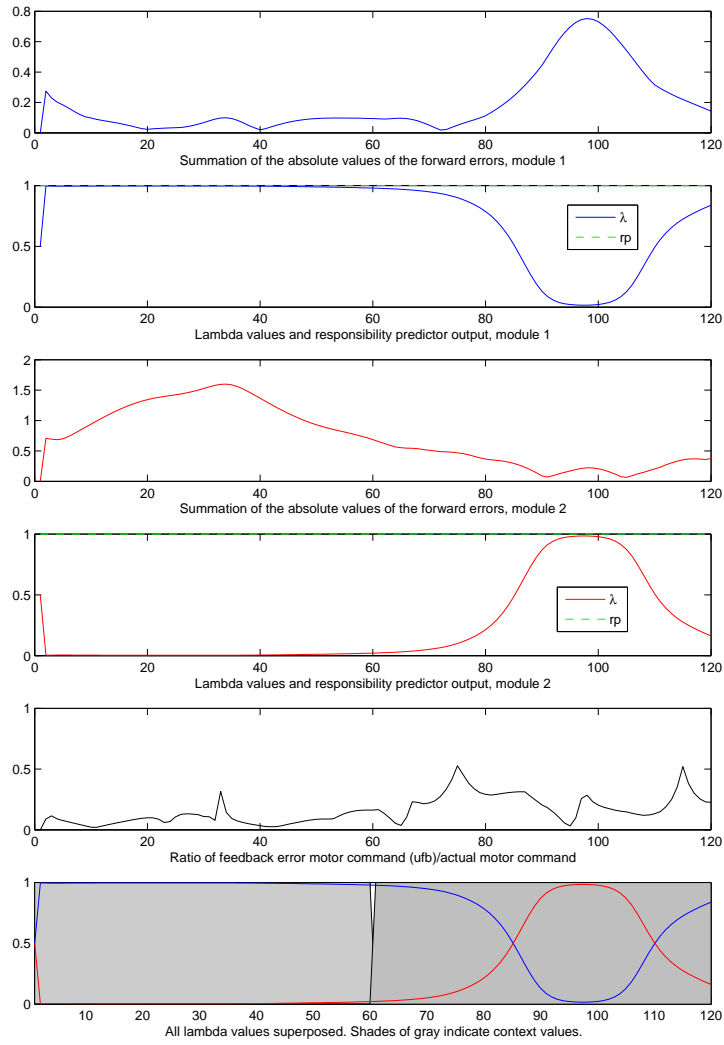 0.8
0.6
0.4
0.2
0
0 20 40 60 80 100 120
Summation of the absolute values of the forward errors, module 1
1
0.5
0
λ
rp
0 20 40 60 80 100 120
Lambda values and responsibility predictor output, module 1
2
1.5
1
0.5
0
0 20 40 60 80 100 120
Summation of the absolute values of the forward errors, module 2
1
0.5
0
λ
rp
0 20 40 60 80 100 120
Lambda values and responsibility predictor output, module 2
1
0.5
0
0 20 40 60 80 100 120
Ratio of feedback error motor command (ufb)/actual motor command
1
0.5
0
10 20 30 40 50 60 70 80 90 100 110 120
All lambda values superposed. Shades of gray indicate context values.